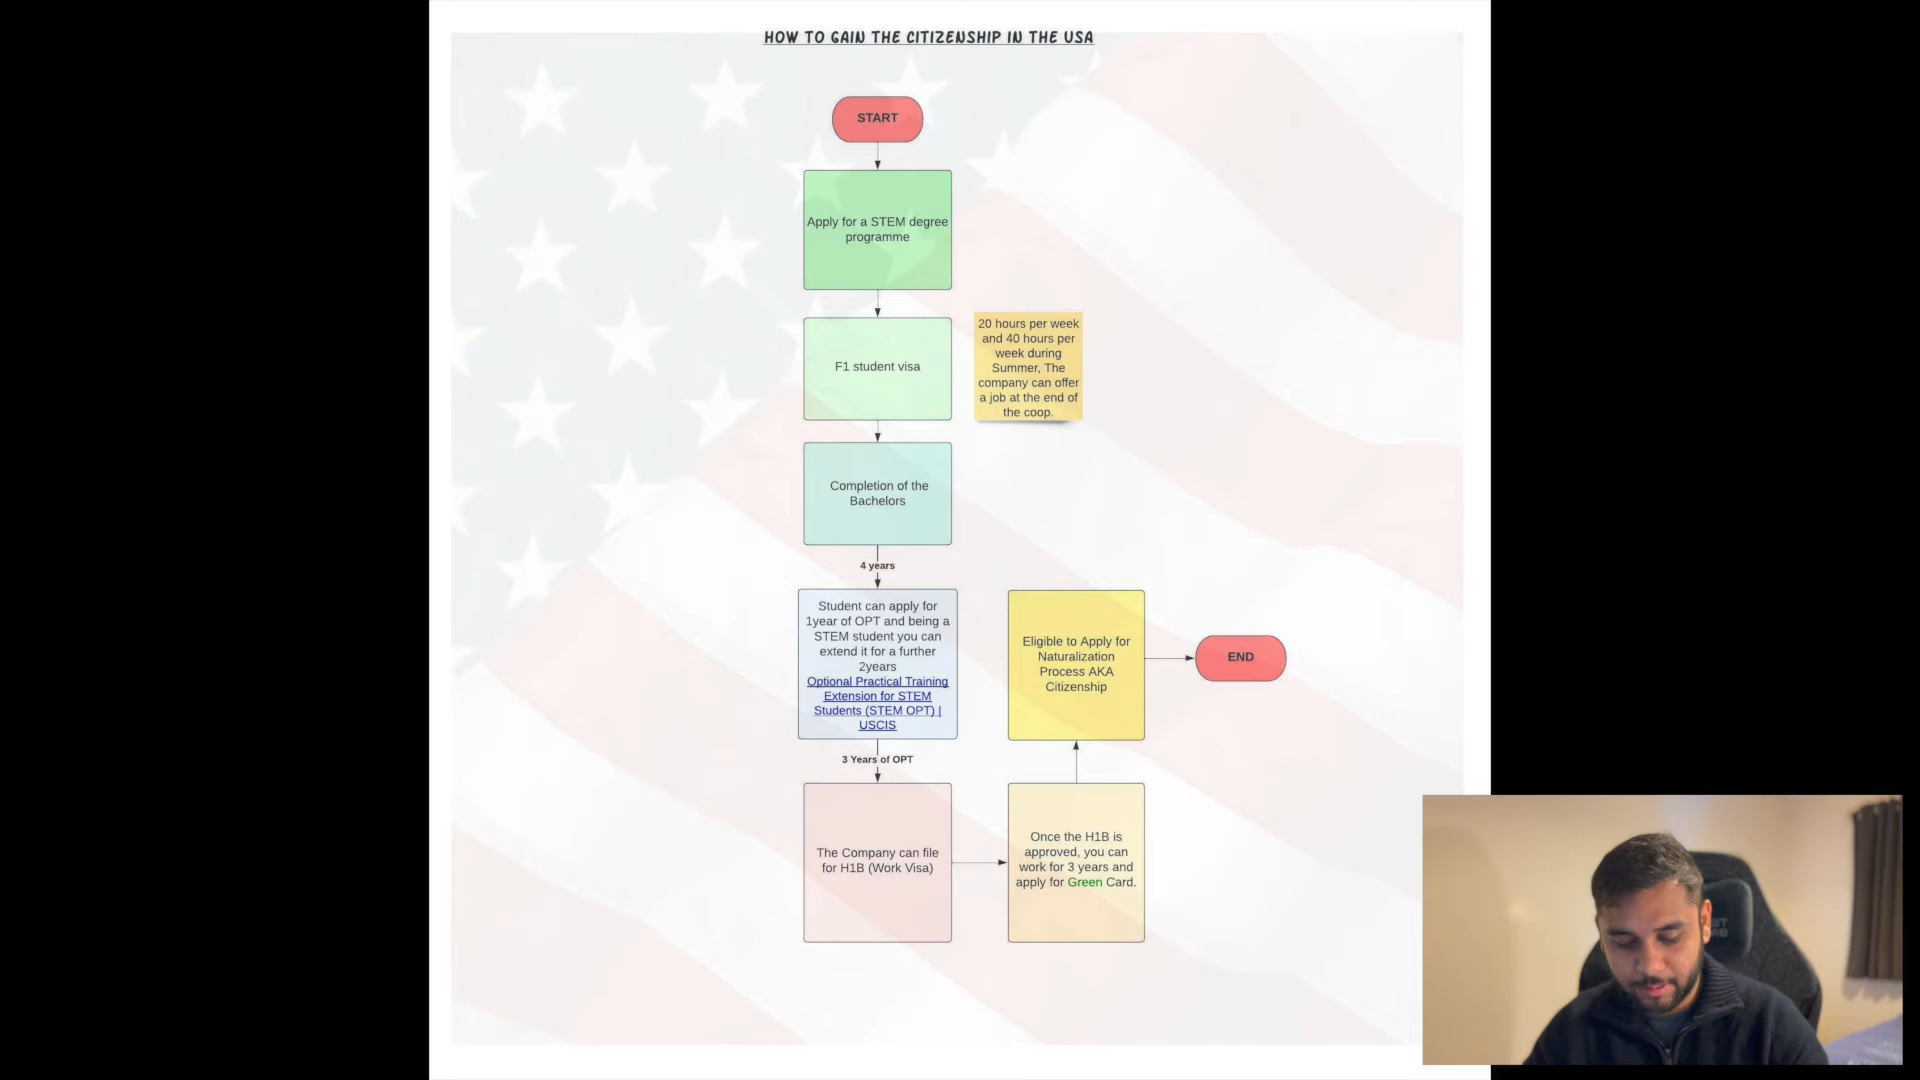 HOW TO GAIN THE CITIZENSHIP IN THE USA
START
Apply for a STEM degree
programme
F1 student visa
20 hours per week
and 40 hours per
week during
Summer, The
company can offer
a job at the end of
the coop.
Completion of the
Bachelors
4 years
Student can apply for
1year of OPT and being a
STEM student you can
extend it for a further
2years
Optional Practical Training
Extension for STEM
Students (STEM OPT) |
USCIS
3 Years of OPT
The Company can file
for H1B (Work Visa)
Once the H1B is
approved, you can
work for 3 years and
apply for Green Card.
Eligible to Apply for
Naturalization
Process AKA
Citizenship
END